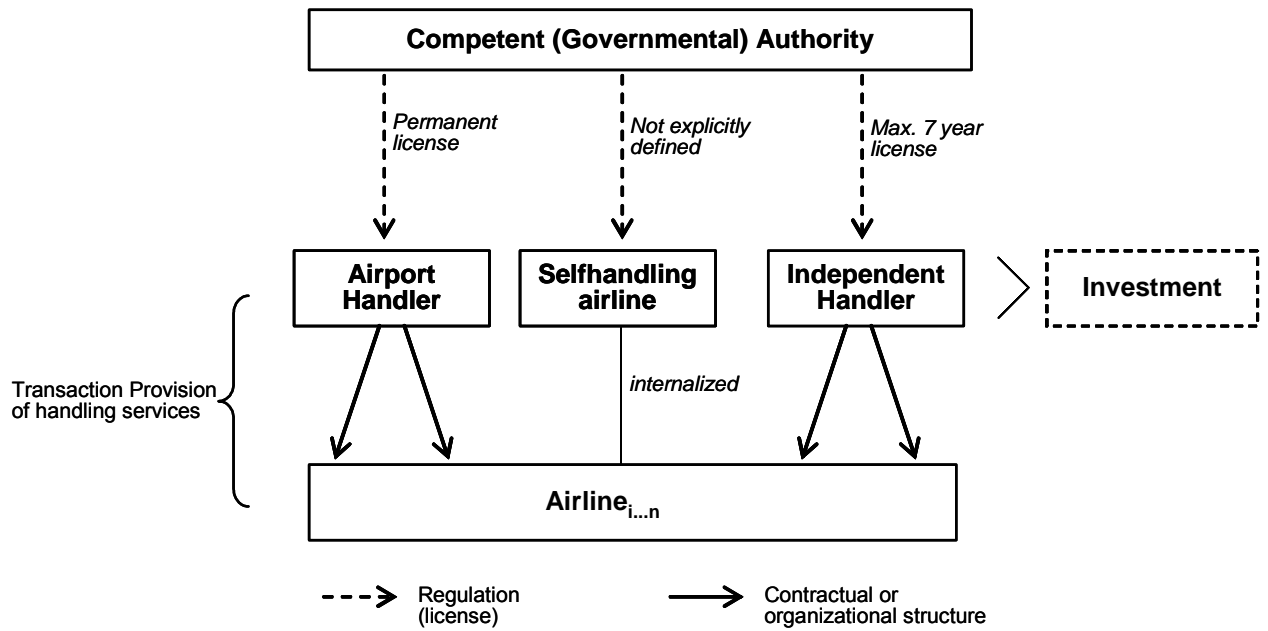 Competent (Governmental) Authority
Permanent
license
Not explicitly
defined
Max. 7 year
license
Airport
Handler
Selfhandling
airline
Independent
Handler
Investment
Transaction Provision
of handling services
internalized
Airlinei...n
Regulation
(license)
Contractual or
organizational structure